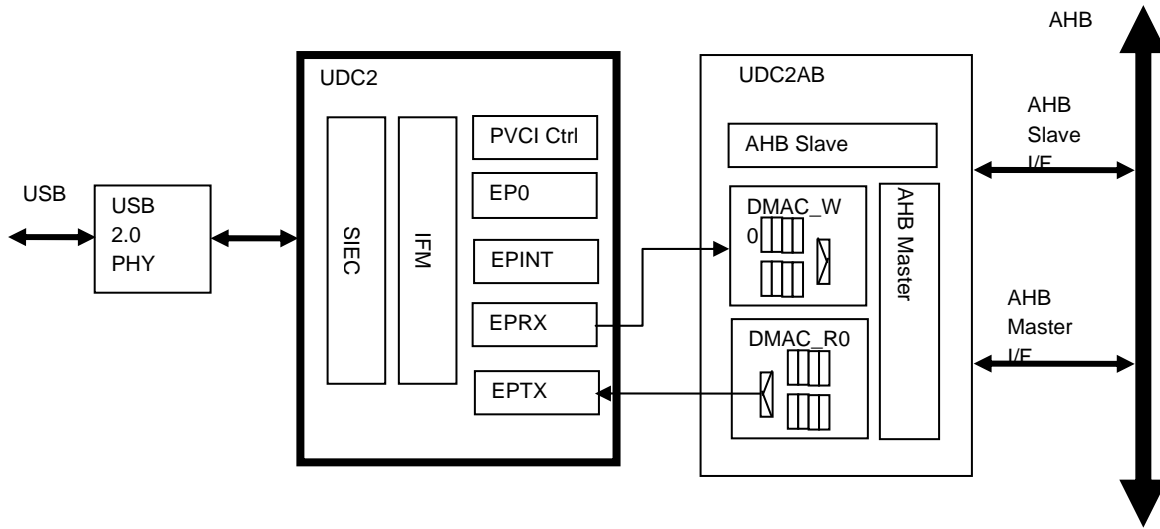 AHB
UDC2
UDC2AB
PVCI Ctrl
AHB Slave
AHB
Slave
I/F
USB
USB
2.0
PHY
SIEC
IFM
EP0
EPINT
EPRX
EPTX
DMAC_W
0
DMAC_R0
AHB Master
AHB
Master
I/F